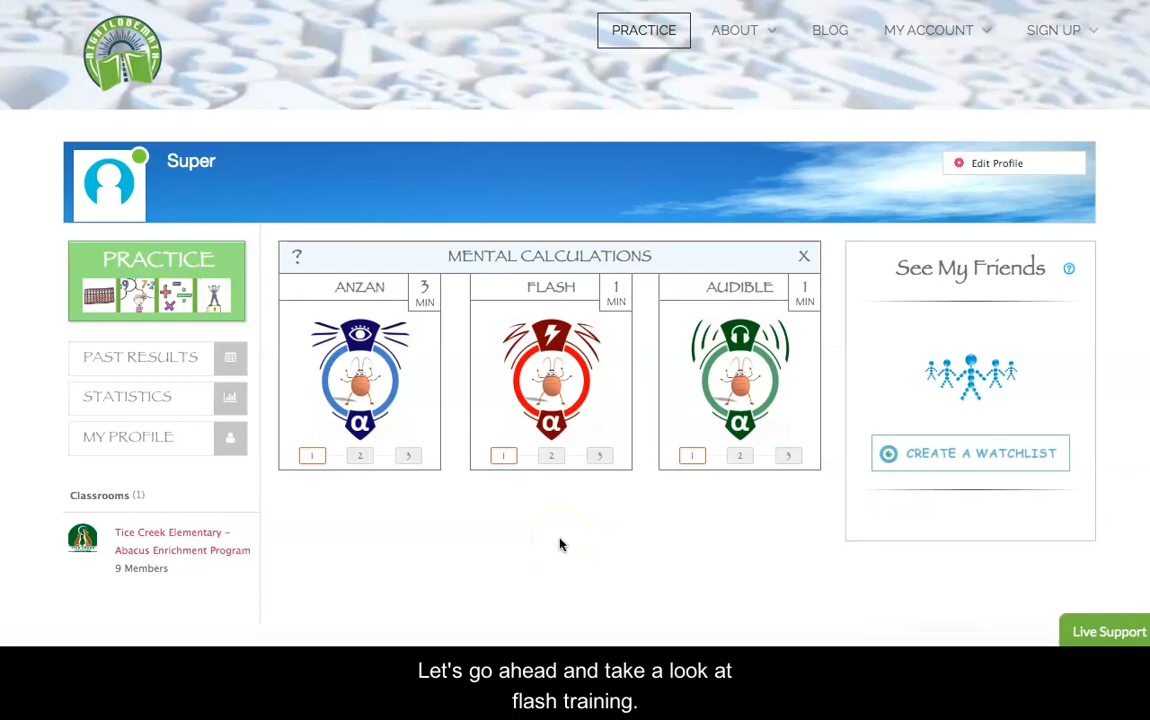 RIGHTLOBEMATH
PRACTICE
ABOUT
BLOG
MY ACCOUNT
SIGN UP
Super
Edit Profile
PRACTICE
PAST RESULTS
STATISTICS
MY PROFILE
Classrooms (1)
Tice Creek Elementary –
Abacus Enrichment Program
9 Members
? MENTAL CALCULATIONS X
ANZAN 3 MIN
α
1 2 3
FLASH 1 MIN
α
1 2 3
AUDIBLE 1 MIN
α
1 2 3
See My Friends ?
CREATE A WATCHLIST
Live Support
Let's go ahead and take a look at
flash training.